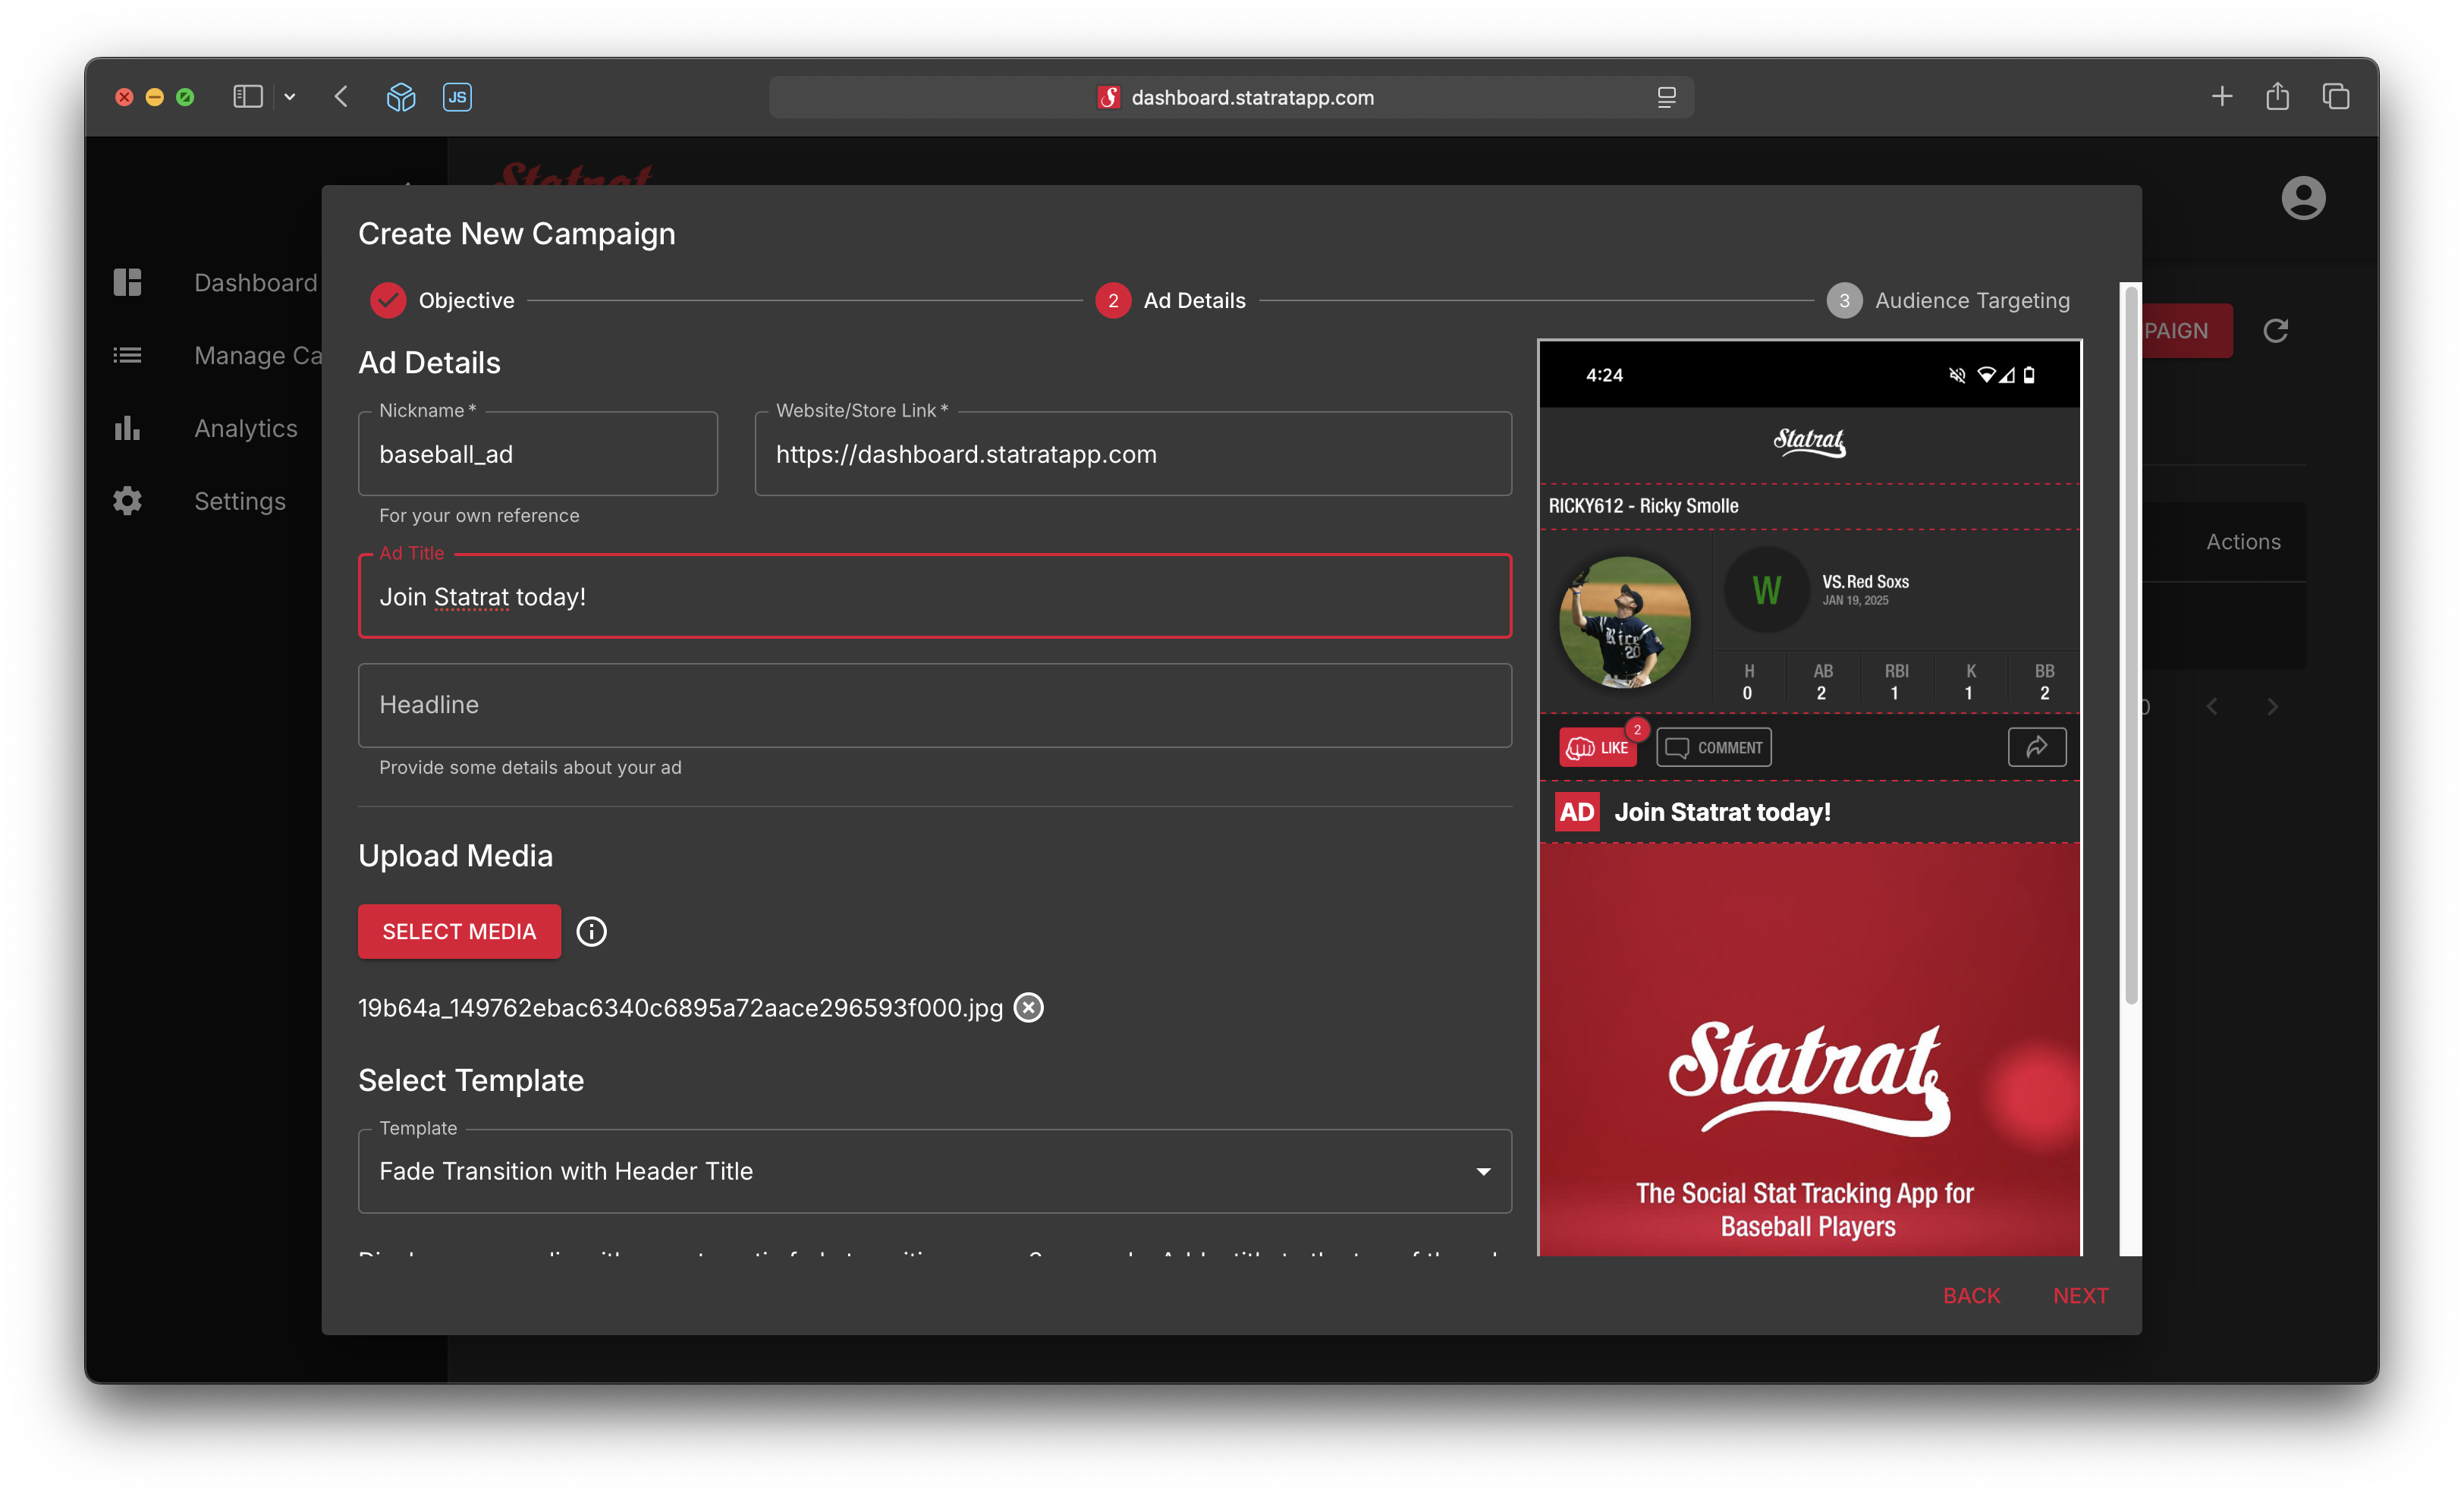 JS
dashboard.statratapp.com
Statrat
Create New Campaign
Objective
2
Ad Details
3
Audience Targeting
Dashboard
Manage Ca
Analytics
Settings
PAIGN
Actions
0
Ad Details
Nickname *
baseball_ad
For your own reference
Website/Store Link *
https://dashboard.statratapp.com
Ad Title
Join Statrat today!
Headline
Provide some details about your ad
Upload Media
SELECT MEDIA
19b64a_149762ebac6340c6895a72aace296593f000.jpg
Select Template
Template
Fade Transition with Header Title
4:24
Statrat
RICKY612 - Ricky Smolle
Rice
20
W
VS. Red Soxs
JAN 19, 2025
H AB RBI K BB
0 2 1 1 2
LIKE
2
COMMENT
AD Join Statrat today!
Statrat
The Social Stat Tracking App for
Baseball Players
BACK
NEXT